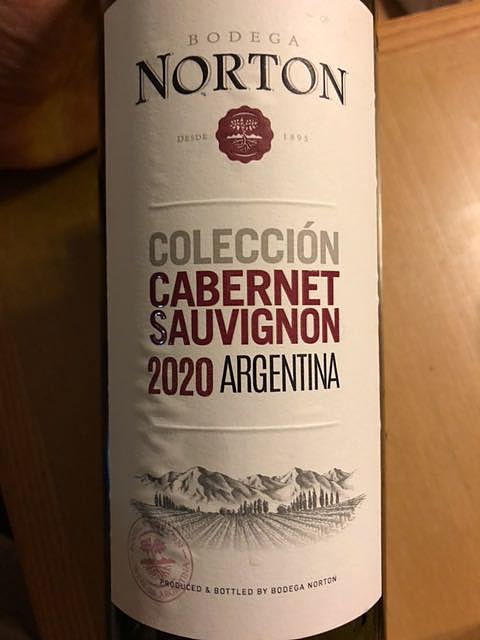 BODEGA
NORTON
DESDE 1895
COLECCIÓN
CABERNET
SAUVIGNON
2020 ARGENTINA
PRODUCED & BOTTLED BY BODEGA NORTON